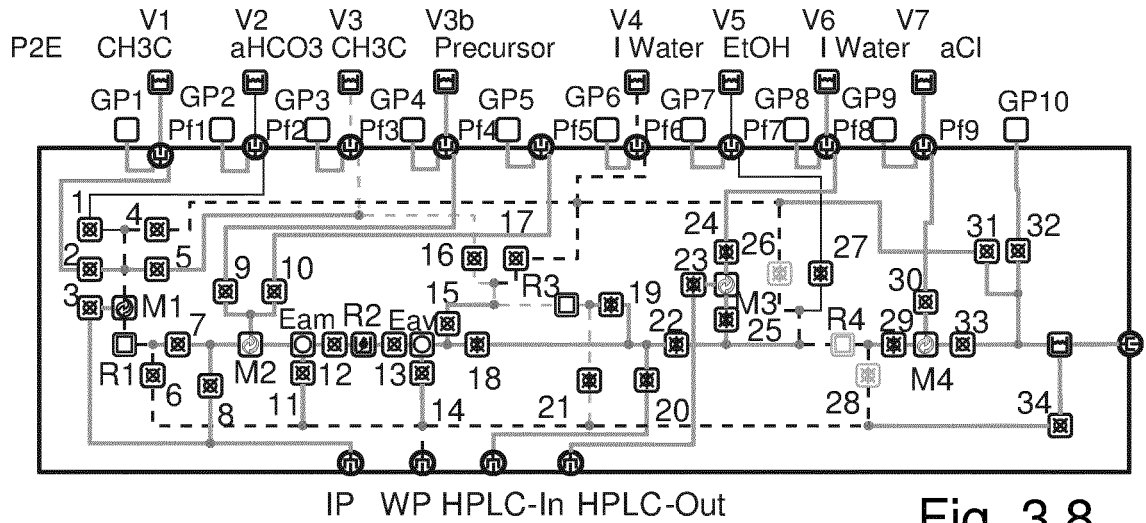 V1 V2 V3 V3b V4 V5 V6 V7
P2E CH3C aHCO3 CH3C Precursor I Water EtOH I Water aCl
GP1 GP2 GP3 GP4 GP5 GP6 GP7 GP8 GP9 GP10
Pf1 Pf2 Pf3 Pf4 Pf5 Pf6 Pf7 Pf8 Pf9
1 4 17 24 26 27 31 32
2 5 9 10 16 R3 23 M3 30
3 M1 15 19 25
R1 7 M2 Eam R2 Eav 18 22 R4 29 M4 33
6 8 11 12 13 14 21 20 28 34
IP WP HPLC-In HPLC-Out
Fig. 3.8